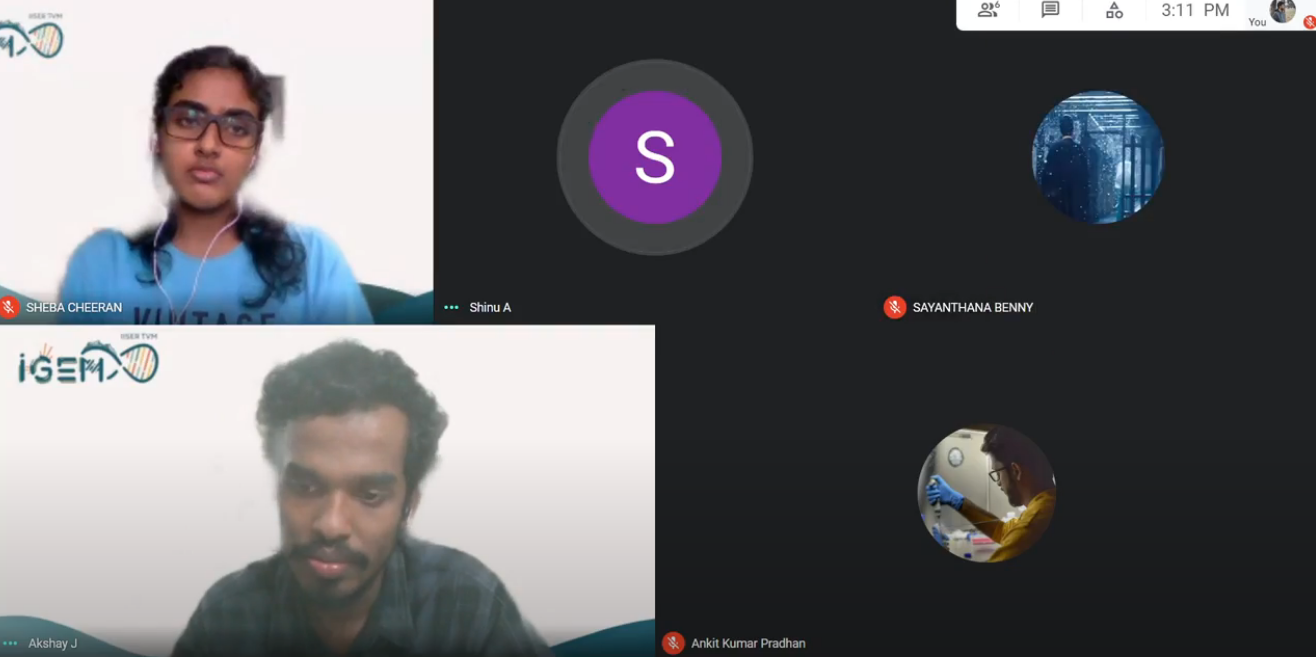 IISER TVM
6
3:11 PM
You
S
SHEBA CHEERAN
Shinu A
SAYANTHANA BENNY
IISER TVM
iGEM
Akshay J
Ankit Kumar Pradhan